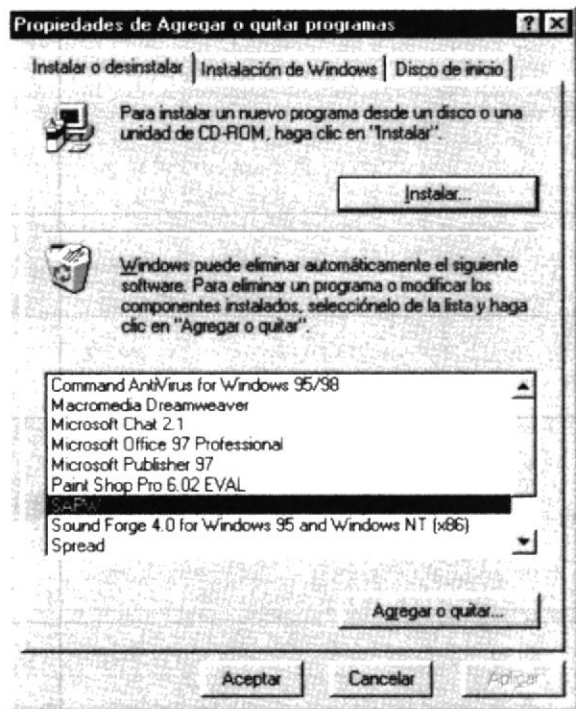 Propiedades de Agregar o quitar programas
Instalar o desinstalar Instalación de Windows Disco de inicio
Para instalar un nuevo programa desde un disco o una
unidad de CD-ROM, haga clic en "Instalar".
Instalar...
Windows puede eliminar automáticamente el siguiente
software. Para eliminar un programa o modificar los
componentes instalados, selecciónelo de la lista y haga
clic en "Agregar o quitar".
Command AntiVirus for Windows 95/98
Macromedia Dreamweaver
Microsoft Chat 2.1
Microsoft Office 97 Professional
Microsoft Publisher 97
Paint Shop Pro 6.02 EVAL
SAPW
Sound Forge 4.0 for Windows 95 and Windows NT (x86)
Spread
Agregar o quitar...
Aceptar Cancelar Aplicar